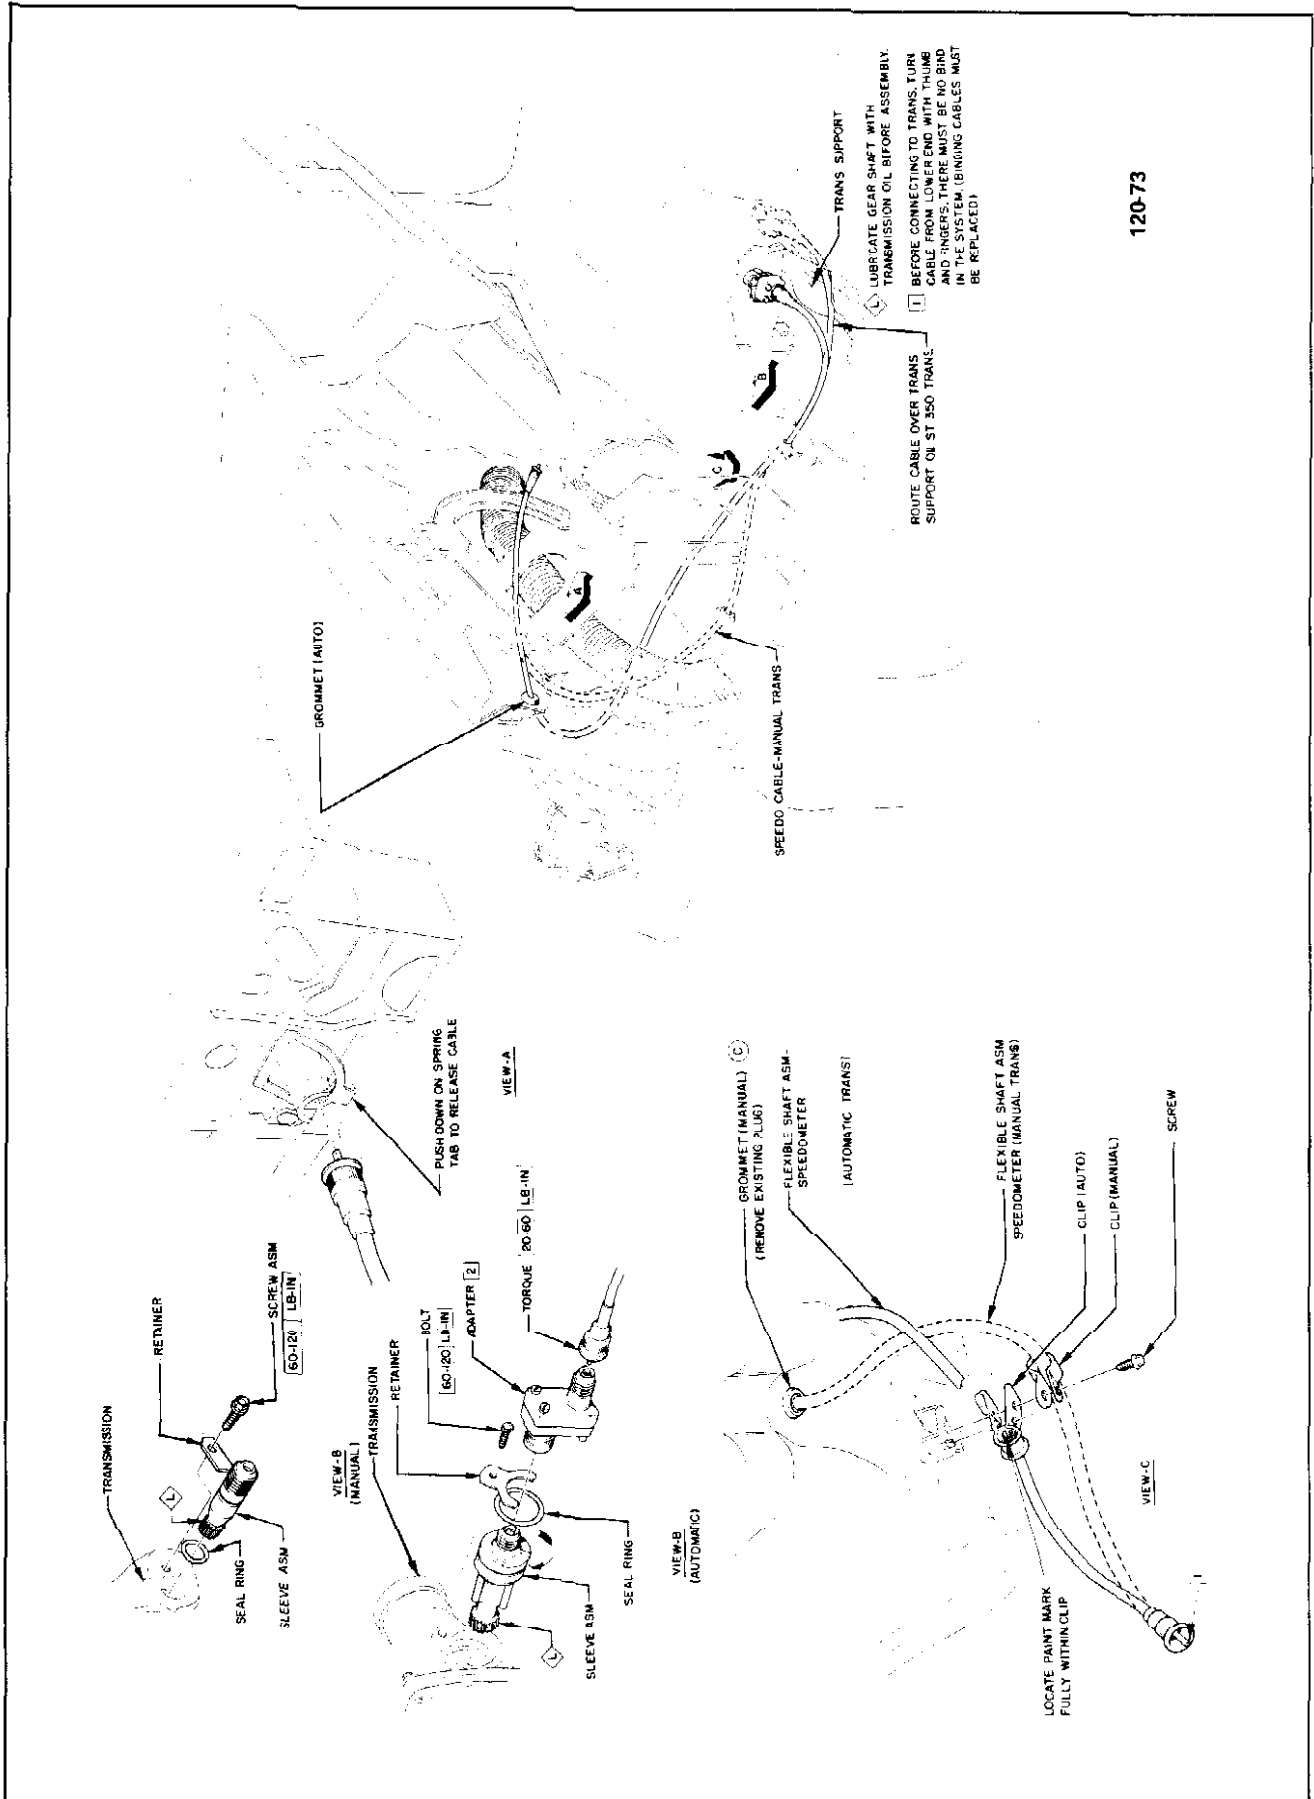 TRANSMISSION
RETAINER
SCREW ASM
60-120 LB-IN
SEAL RING
SLEEVE ASM
L
VIEW-B
(MANUAL)
PUSH DOWN ON SPRING
TAB TO RELEASE CABLE
VIEW-A
TRANSMISSION
RETAINER
BOLT
60-120 LB-IN
ADAPTER 2
TORQUE 20-60 LB-IN
L
SLEEVE ASM
SEAL RING
VIEW-B
(AUTOMATIC)
GROMMET (AUTO)
A
B
C
SPEEDO CABLE-MANUAL TRANS
ROUTE CABLE OVER TRANS
SUPPORT ON ST 350 TRANS
TRANS SUPPORT
L LUBRICATE GEAR SHAFT WITH
TRANSMISSION OIL BEFORE ASSEMBLY.
1 BEFORE CONNECTING TO TRANS, TURN
CABLE FROM LOWER END WITH THUMB
AND FINGERS, THERE MUST BE NO BIND
IN THE SYSTEM. (BINDING CABLES MUST
BE REPLACED)
GROMMET (MANUAL) C
(REMOVE EXISTING PLUG)
FLEXIBLE SHAFT ASM-
SPEEDOMETER
(AUTOMATIC TRANS)
FLEXIBLE SHAFT ASM
SPEEDOMETER (MANUAL TRANS)
CLIP (AUTO)
CLIP (MANUAL)
SCREW
LOCATE PAINT MARK
FULLY WITHIN CLIP
VIEW-C
120-73